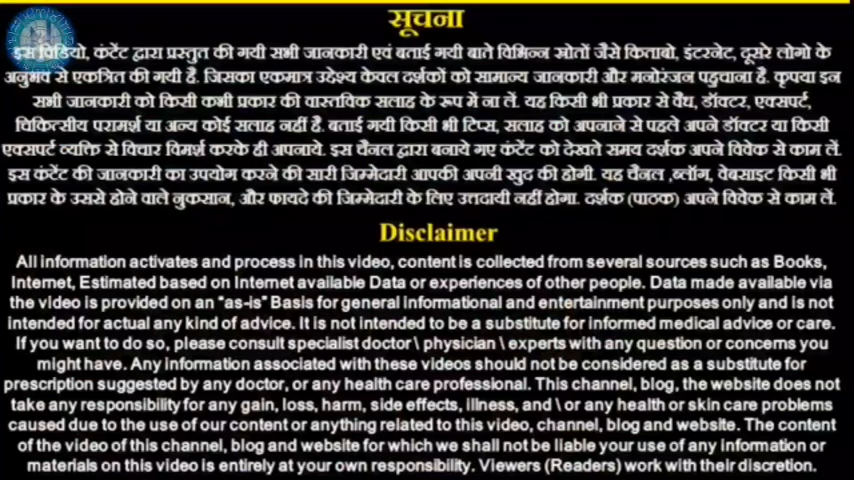 सूचना
इस विडियो, कंटेंट द्वारा प्रस्तुत की गयी सभी जानकारी एवं बताई गयी बाते विभिन्न स्रोतों जैसे किताबो, इंटरनेट, दूसरे लोगो के
अनुभव से एकत्रित की गयी है. जिसका एकमात्र उद्देश्य केवल दर्शकों को सामान्य जानकारी और मनोरंजन पहुचाना है. कृपया इन
सभी जानकारी को किसी कभी प्रकार की वास्तविक सलाह के रूप में ना लें. यह किसी भी प्रकार से वैध, डॉक्टर, एक्सपर्ट,
चिकित्सीय परामर्श या अन्य कोई सलाह नहीं है. बताई गयी किसी भी टिप्स, सलाह को अपनाने से पहले अपने डॉक्टर या किसी
एक्सपर्ट व्यक्ति से विचार विमर्श करके ही अपनाये. इस चैनल द्वारा बनाये गए कंटेंट को देखते समय दर्शक अपने विवेक से काम लें.
इस कंटेंट की जानकारी का उपयोग करने की सारी जिम्मेदारी आपकी अपनी खुद की होगी. यह चैनल ,ब्लॉग, वेबसाइट किसी भी
प्रकार के उससे होने वाले नुकसान, और फायदे की जिम्मेदारी के लिए उत्तदायी नहीं होगा. दर्शक (पाठक) अपने विवेक से काम लें.
Disclaimer
All information activates and process in this video, content is collected from several sources such as Books,
Internet, Estimated based on Internet available Data or experiences of other people. Data made available via
the video is provided on an "as-is" Basis for general informational and entertainment purposes only and is not
intended for actual any kind of advice. It is not intended to be a substitute for informed medical advice or care.
If you want to do so, please consult specialist doctor \ physician \ experts with any question or concerns you
might have. Any information associated with these videos should not be considered as a substitute for
prescription suggested by any doctor, or any health care professional. This channel, blog, the website does not
take any responsibility for any gain, loss, harm, side effects, illness, and \ or any health or skin care problems
caused due to the use of our content or anything related to this video, channel, blog and website. The content
of the video of this channel, blog and website for which we shall not be liable your use of any information or
materials on this video is entirely at your own responsibility. Viewers (Readers) work with their discretion.